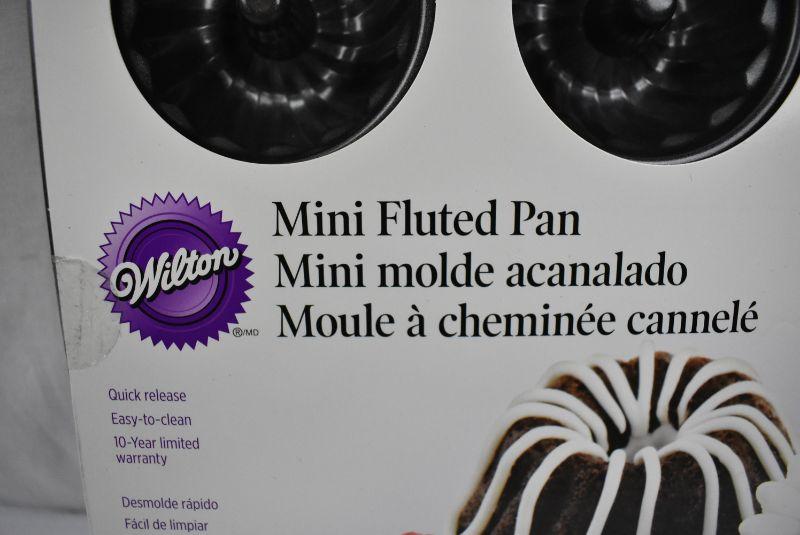 Wilton
®/MD
Mini Fluted Pan
Mini molde acanalado
Moule à cheminée cannelé
Quick release
Easy-to-clean
10-Year limited
warranty
Desmolde rápido
Fácil de limpiar